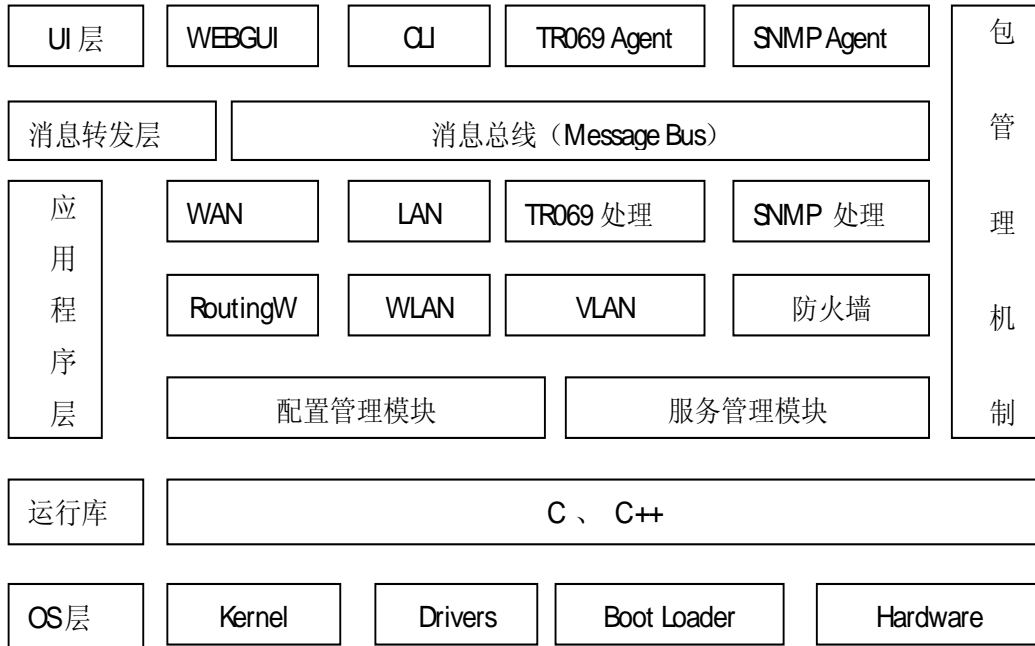 UI 层
WEBGUI
CLI
TR069 Agent
SNMP Agent
包管理机制
消息转发层
消息总线（Message Bus）
应用程序层
WAN
LAN
TR069 处理
SNMP 处理
RoutingW
WLAN
VLAN
防火墙
配置管理模块
服务管理模块
运行库
C 、 C++
OS层
Kernel
Drivers
Boot Loader
Hardware